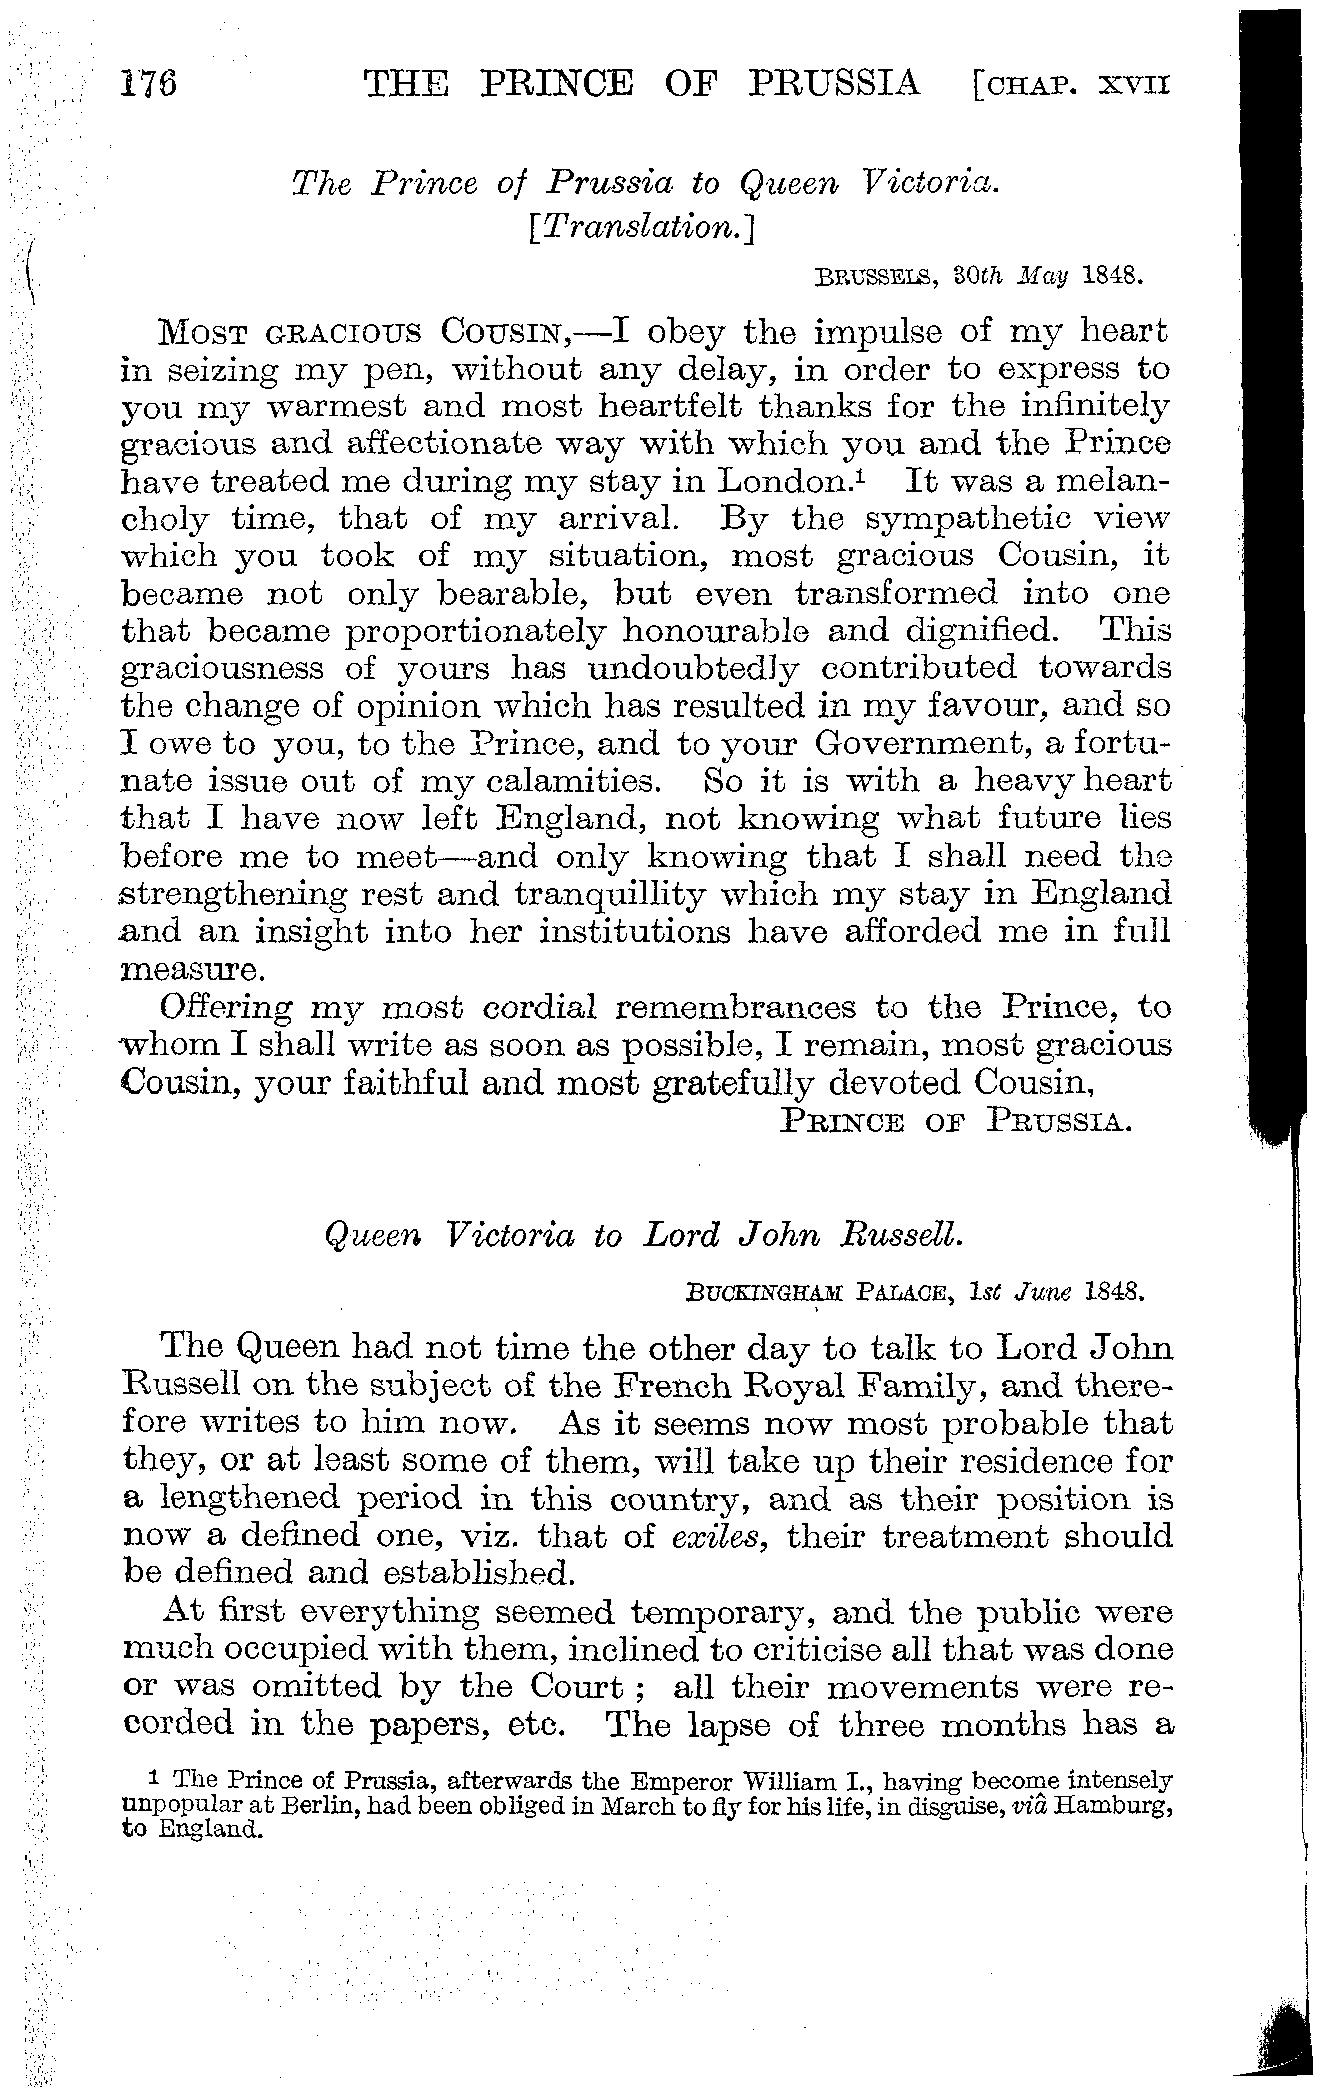 176 THE PRINCE OF PRUSSIA [CHAP. XVII
The Prince of Prussia to Queen Victoria.
[Translation.]
BRUSSELS, 30th May 1848.
MOST GRACIOUS COUSIN,—I obey the impulse of my heart
in seizing my pen, without any delay, in order to express to
you my warmest and most heartfelt thanks for the infinitely
gracious and affectionate way with which you and the Prince
have treated me during my stay in London.¹ It was a melan-
choly time, that of my arrival. By the sympathetic view
which you took of my situation, most gracious Cousin, it
became not only bearable, but even transformed into one
that became proportionately honourable and dignified. This
graciousness of yours has undoubtedly contributed towards
the change of opinion which has resulted in my favour, and so
I owe to you, to the Prince, and to your Government, a fortu-
nate issue out of my calamities. So it is with a heavy heart
that I have now left England, not knowing what future lies
before me to meet—and only knowing that I shall need the
strengthening rest and tranquillity which my stay in England
and an insight into her institutions have afforded me in full
measure.
Offering my most cordial remembrances to the Prince, to
whom I shall write as soon as possible, I remain, most gracious
Cousin, your faithful and most gratefully devoted Cousin,
PRINCE OF PRUSSIA.
Queen Victoria to Lord John Russell.
BUCKINGHAM PALACE, 1st June 1848.
The Queen had not time the other day to talk to Lord John
Russell on the subject of the French Royal Family, and there-
fore writes to him now. As it seems now most probable that
they, or at least some of them, will take up their residence for
a lengthened period in this country, and as their position is
now a defined one, viz. that of exiles, their treatment should
be defined and established.
At first everything seemed temporary, and the public were
much occupied with them, inclined to criticise all that was done
or was omitted by the Court ; all their movements were re-
corded in the papers, etc. The lapse of three months has a
1 The Prince of Prussia, afterwards the Emperor William I., having become intensely
unpopular at Berlin, had been obliged in March to fly for his life, in disguise, viâ Hamburg,
to England.